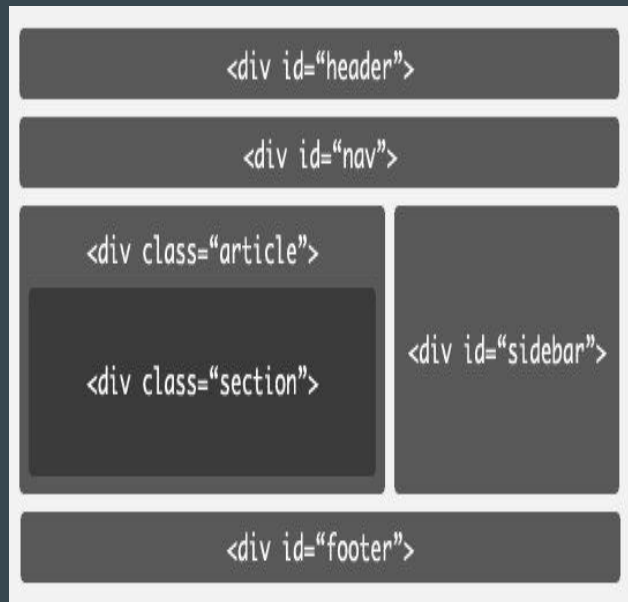 <div id=“header”>
<div id=“nav”>
<div class=“article”>
<div class=“section”>
<div id=“sidebar”>
<div id=“footer”>